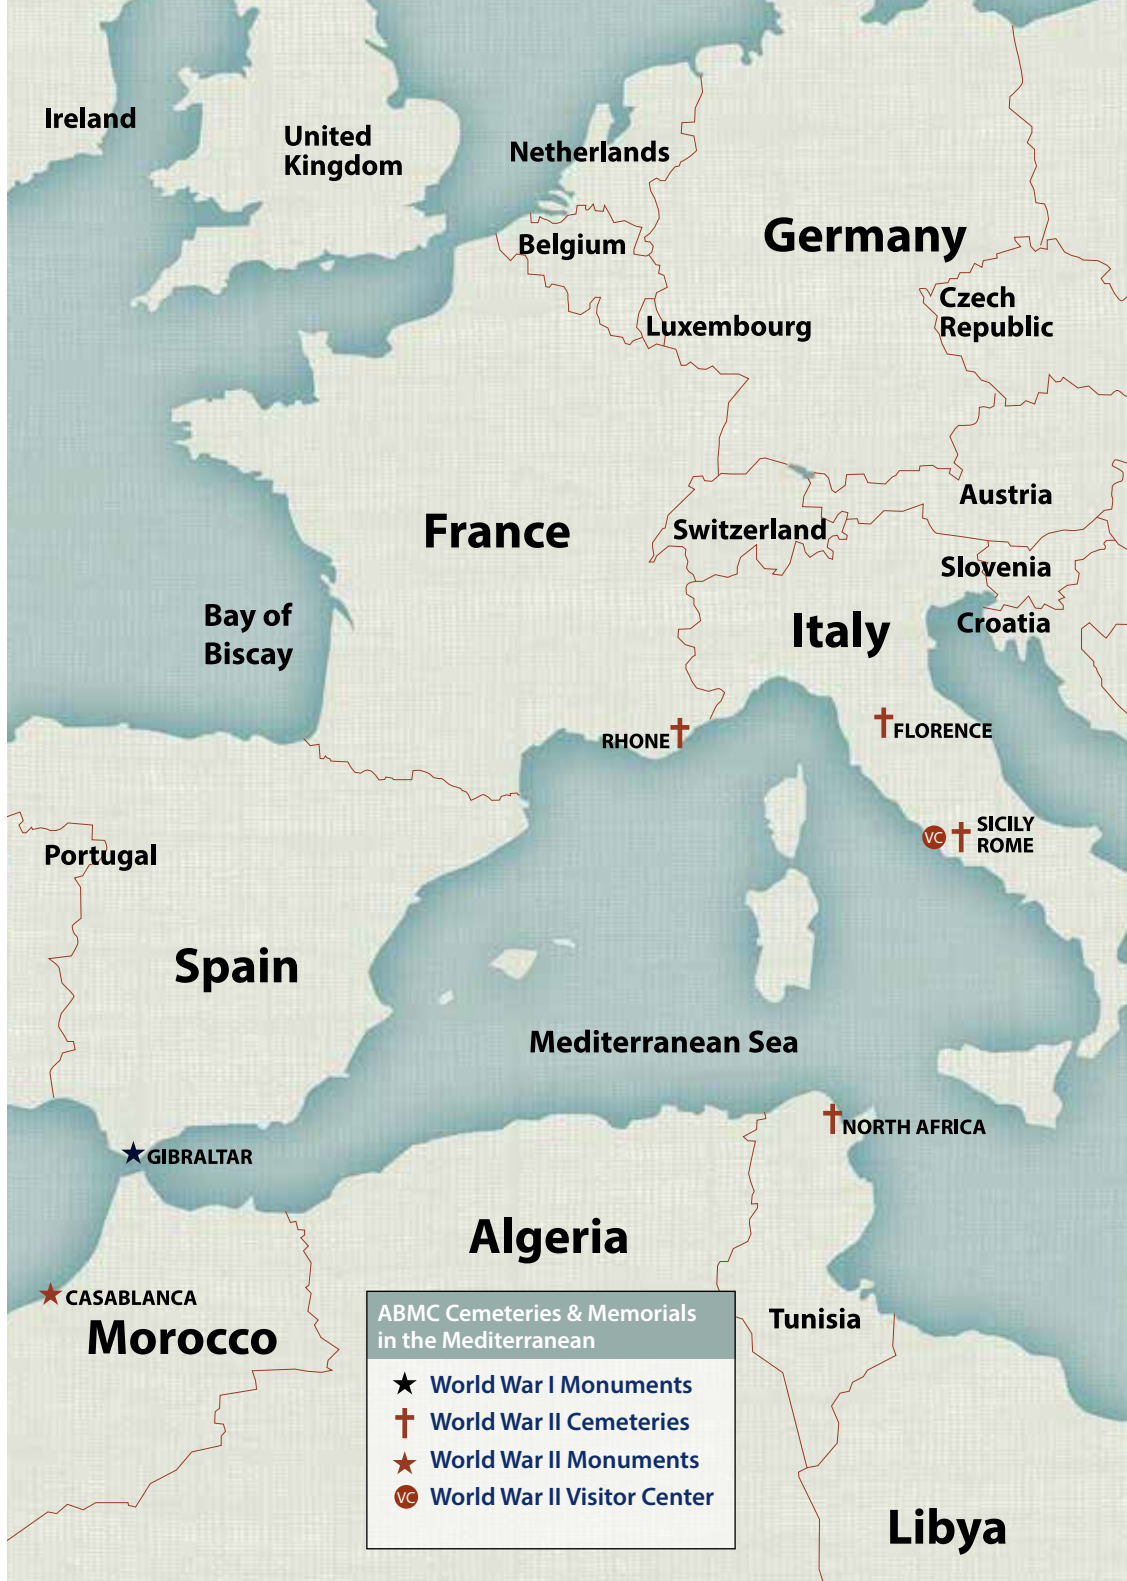 Ireland
United
Kingdom
Netherlands
Belgium
Germany
Czech
Republic
Luxembourg
Austria
France
Switzerland
Slovenia
Bay of
Biscay
Italy
Croatia
RHONE
FLORENCE
SICILY
VC
ROME
Portugal
Spain
Mediterranean Sea
NORTH AFRICA
GIBRALTAR
Algeria
CASABLANCA
Morocco
Tunisia
ABMC Cemeteries & Memorials
in the Mediterranean
World War I Monuments
World War II Cemeteries
World War II Monuments
VC World War II Visitor Center
Libya